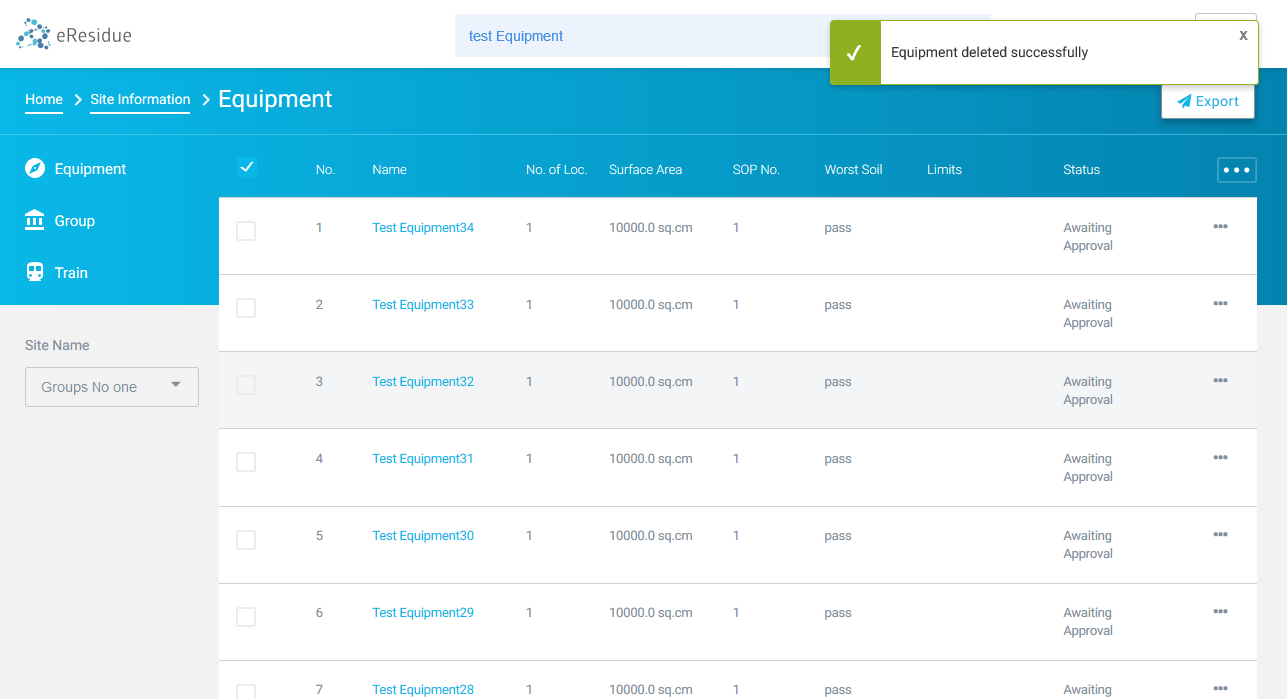 eResidue
test Equipment
Equipment deleted successfully
x
Home
Site Information
Equipment
Export
Equipment
Group
Train
Site Name
Groups No one
No. Name No. of Loc. Surface Area SOP No. Worst Soil Limits Status
1 Test Equipment34 1 10000.0 sq.cm 1 pass Awaiting
Approval
2 Test Equipment33 1 10000.0 sq.cm 1 pass Awaiting
Approval
3 Test Equipment32 1 10000.0 sq.cm 1 pass Awaiting
Approval
4 Test Equipment31 1 10000.0 sq.cm 1 pass Awaiting
Approval
5 Test Equipment30 1 10000.0 sq.cm 1 pass Awaiting
Approval
6 Test Equipment29 1 10000.0 sq.cm 1 pass Awaiting
Approval
7 Test Equipment28 1 10000.0 sq.cm 1 pass Awaiting